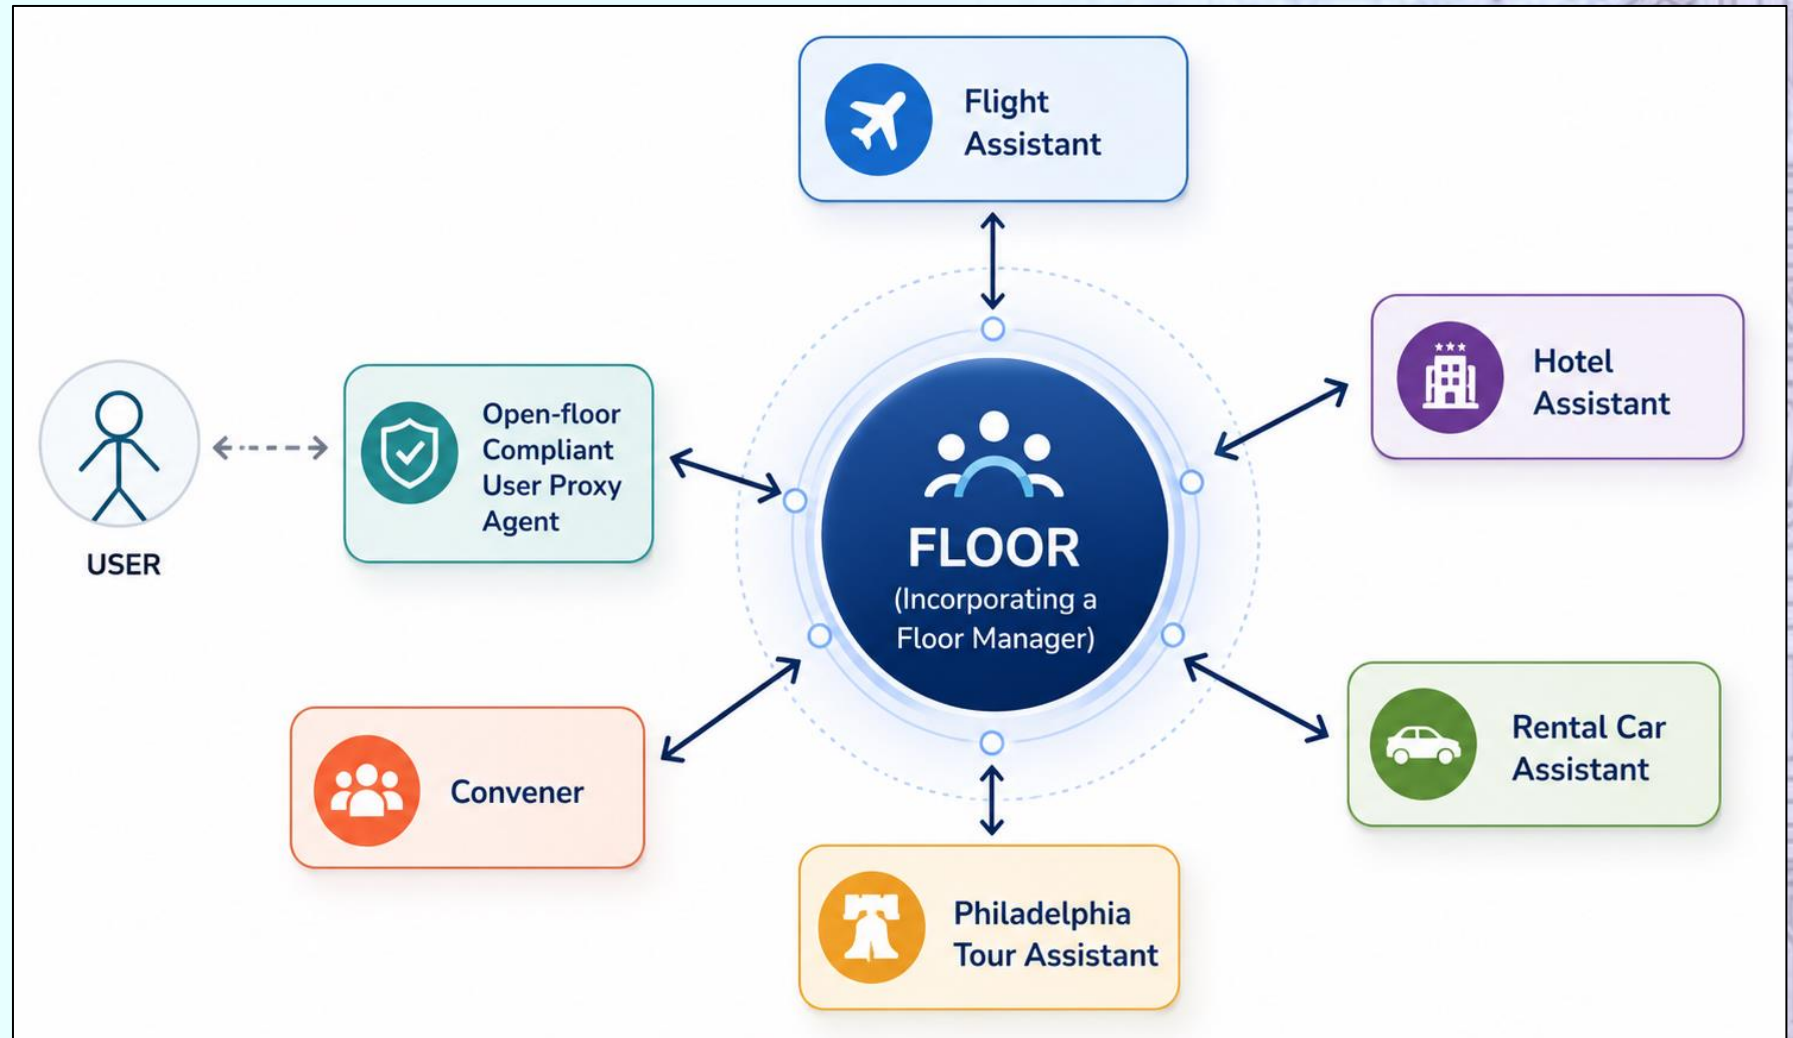 Flight
Assistant
Hotel
Assistant
Open-floor
Compliant
User Proxy
Agent
USER
FLOOR
(Incorporating a
Floor Manager)
Convener
Rental Car
Assistant
Philadelphia
Tour Assistant